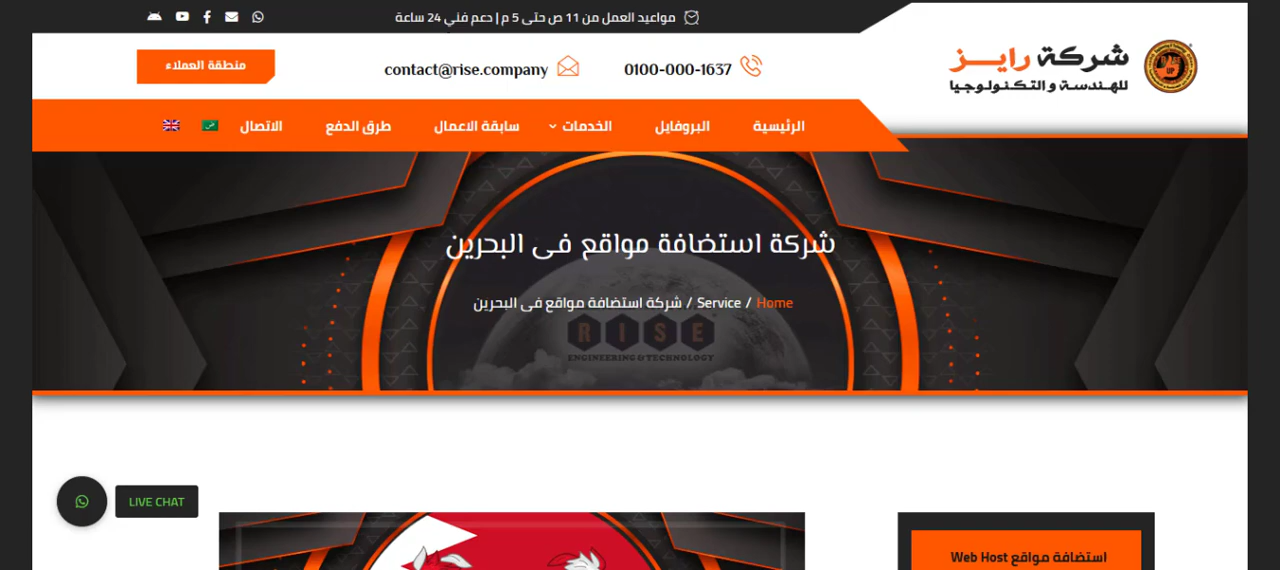 مواعيد العمل من 11 ص حتى 5 م | دعم فني 24 ساعة
شركة رايــز
للهندسة والتكنولوجيا
0100-000-1637
contact@rise.company
منطقة العملاء
الرئيسية
البروفايل
الخدمات
سابقة الاعمال
طرق الدفع
الاتصال
شركة استضافة مواقع فى البحرين
Home / Service / شركة استضافة مواقع فى البحرين
RISE
ENGINEERING & TECHNOLOGY
LIVE CHAT
استضافة مواقع Web Host